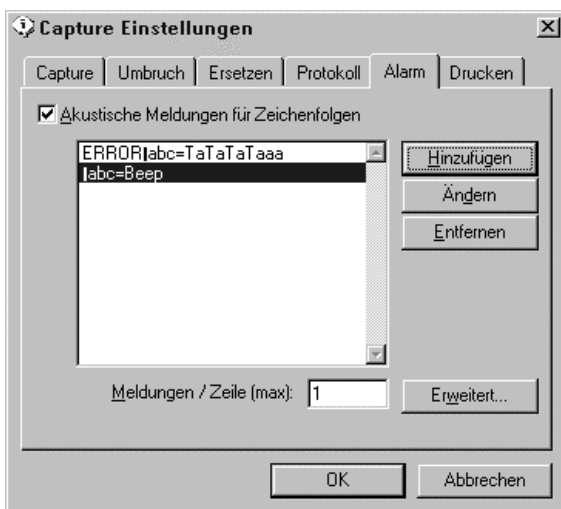 Capture Einstellungen
Capture Umbruch Ersetzen Protokoll Alarm Drucken
Akustische Meldungen für Zeichenfolgen
ERROR|abc=TaTaTaTaaa
|abc=Beep
Hinzufügen
Ändern
Entfernen
Meldungen / Zeile (max): 1
Erweitert...
OK Abbrechen